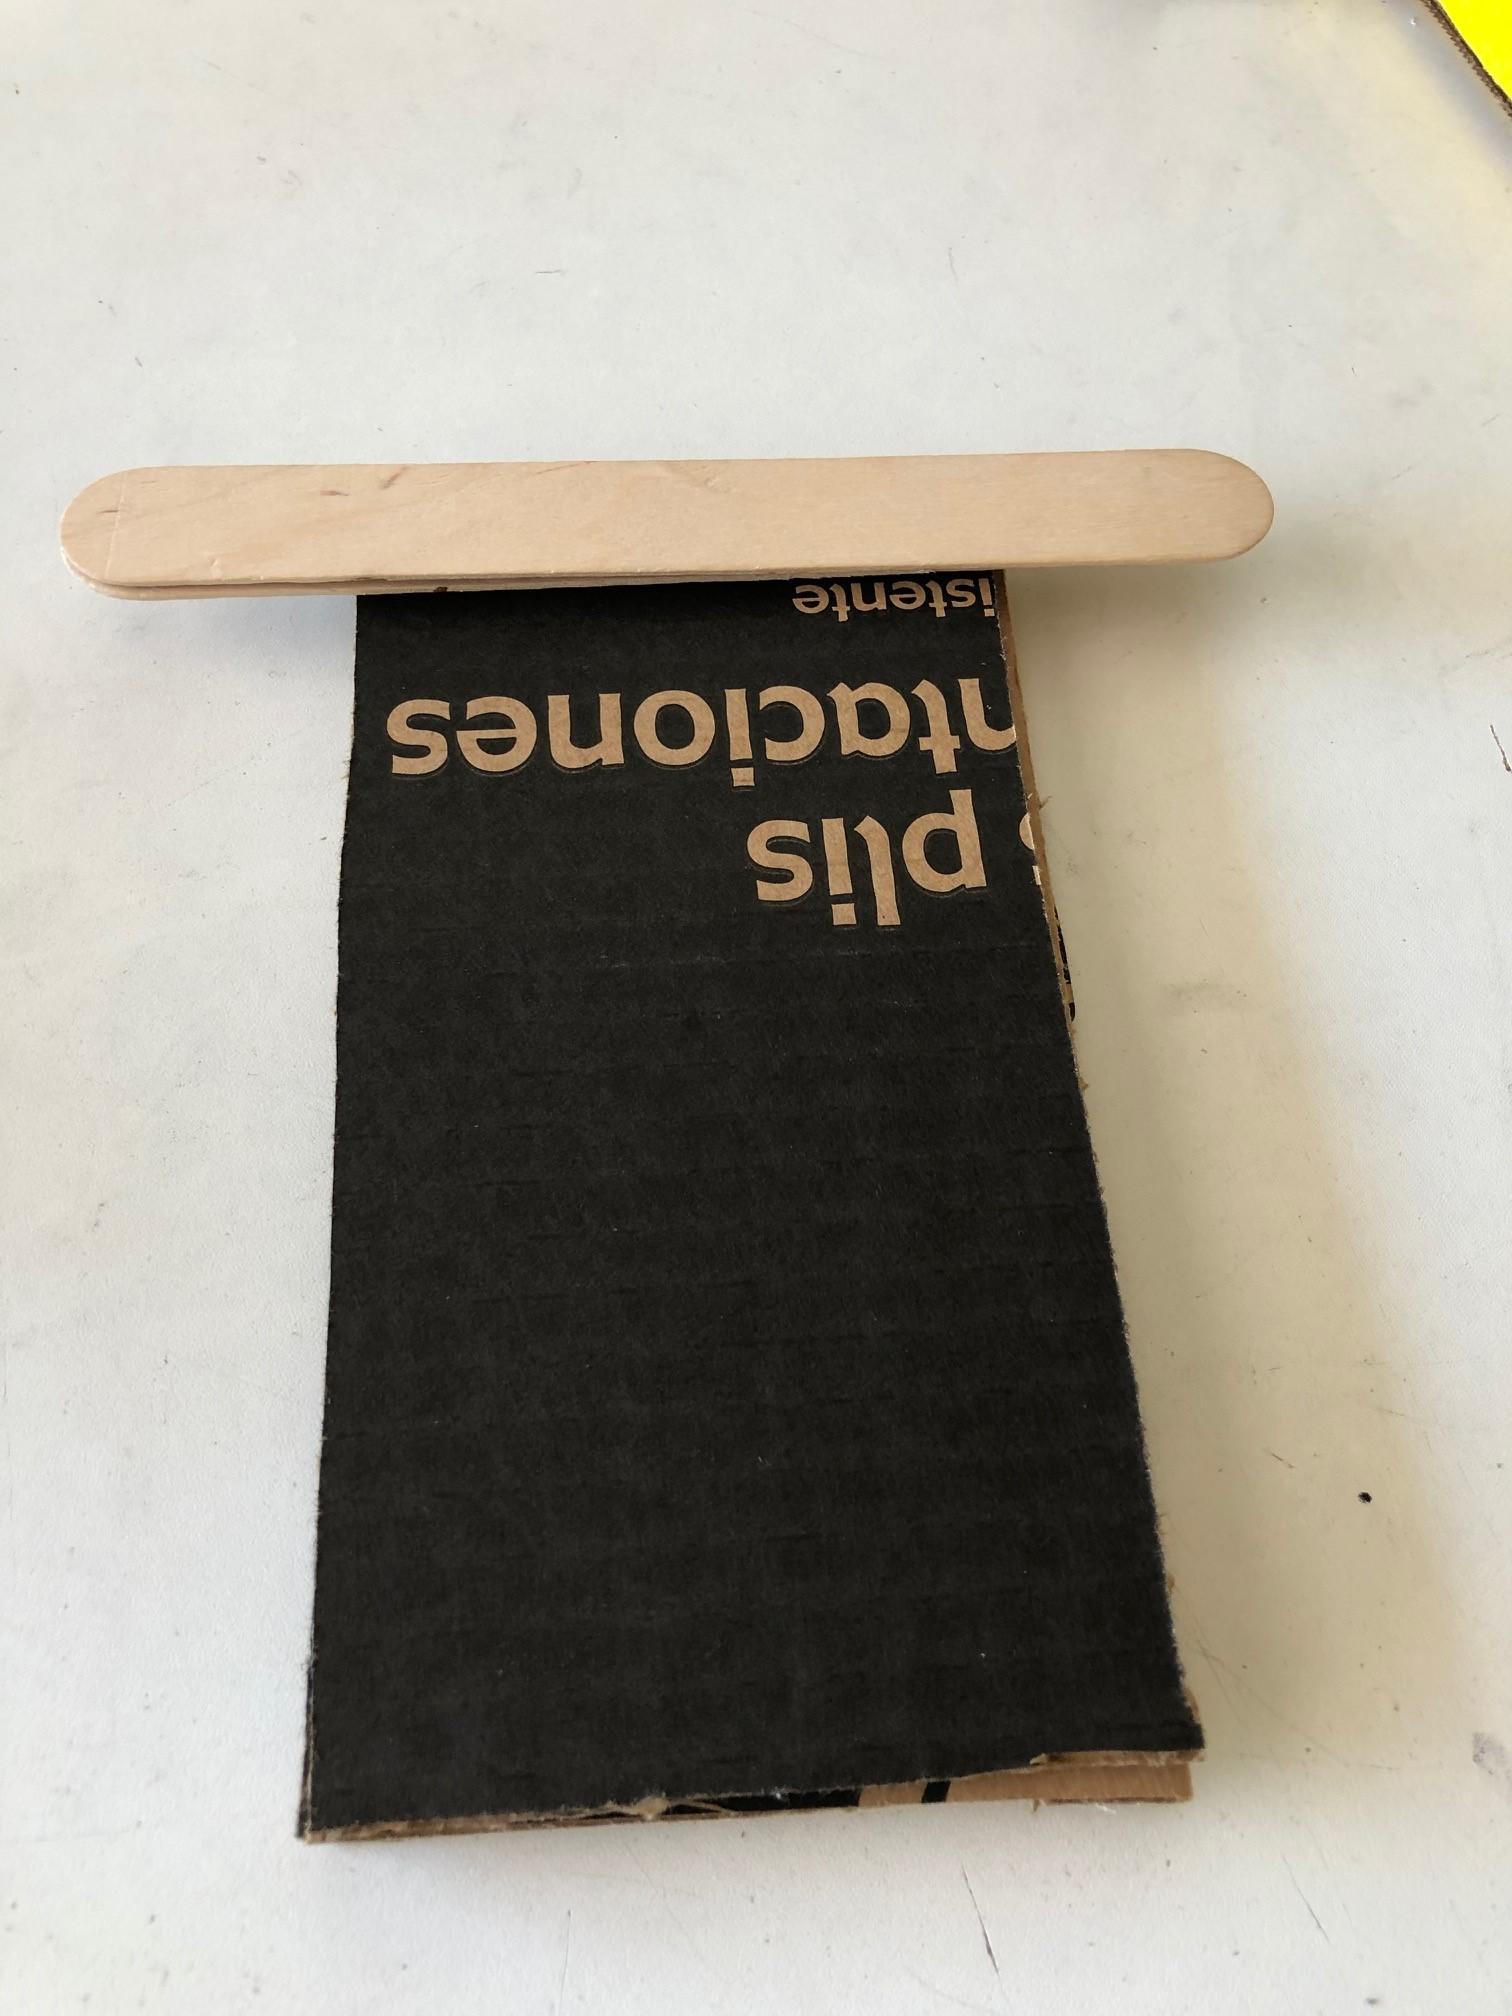 plis
ntaciones
istente